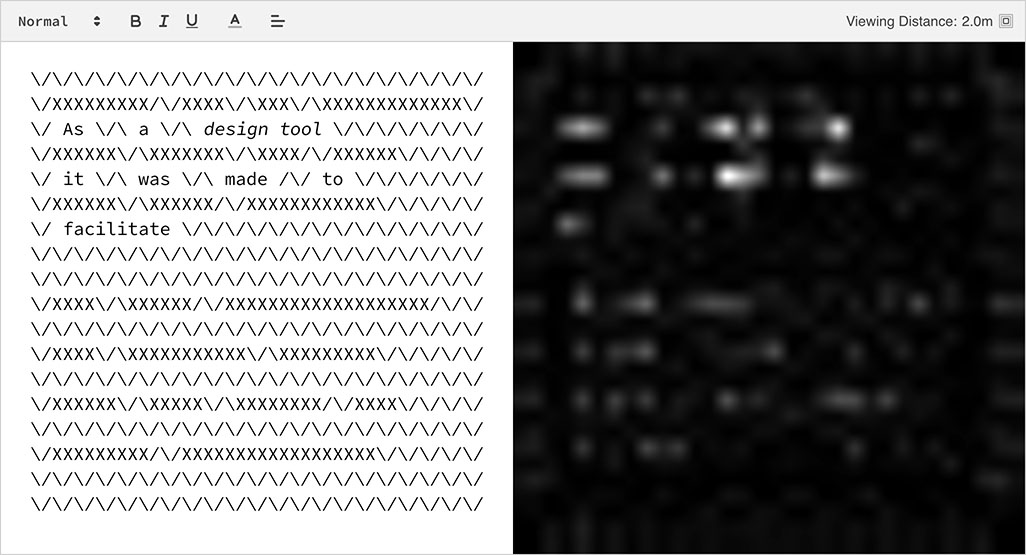 Normal B I U A Viewing Distance: 2.0m
\/\/\/\/\/\/\/\/\/\/\/\/\/\/\/\/\/\/\/\/\/
\/XXXXXXXXX/\/XXXX\/\XXX\/\XXXXXXXXXXXXX\/
\/ As \/\ a \/\ design tool \/\/\/\/\/\/\/
\/XXXXXX\/\XXXXXXX\/\XXXX/\/XXXXXX\/\/\/\/
\/ it \/\ was \/\ made /\/ to \/\/\/\/\/\/
\/XXXXXX\/\XXXXXX/\/XXXXXXXXXXXX\/\/\/\/\/
\/ facilitate \/\/\/\/\/\/\/\/\/\/\/\/\/\/
\/\/\/\/\/\/\/\/\/\/\/\/\/\/\/\/\/\/\/\/\/
\/\/\/\/\/\/\/\/\/\/\/\/\/\/\/\/\/\/\/\/\/
\/XXXX\/\XXXXXX/\/XXXXXXXXXXXXXXXXXXX/\/\/
\/\/\/\/\/\/\/\/\/\/\/\/\/\/\/\/\/\/\/\/\/
\/XXXX\/\XXXXXXXXXXX\/\XXXXXXXXX\/\/\/\/\/
\/\/\/\/\/\/\/\/\/\/\/\/\/\/\/\/\/\/\/\/\/
\/XXXXXX\/\XXXXX\/\XXXXXXXX/\/XXXX\/\/\/\/
\/\/\/\/\/\/\/\/\/\/\/\/\/\/\/\/\/\/\/\/\/
\/XXXXXXXXX/\/XXXXXXXXXXXXXXXXXX\/\/\/\/\/
\/\/\/\/\/\/\/\/\/\/\/\/\/\/\/\/\/\/\/\/\/
\/\/\/\/\/\/\/\/\/\/\/\/\/\/\/\/\/\/\/\/\/